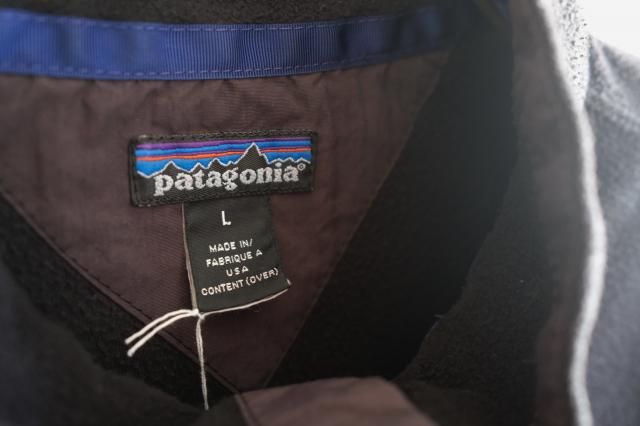 patagonia®
L
MADE IN/
FABRIQUE A
USA
CONTENT (OVER)